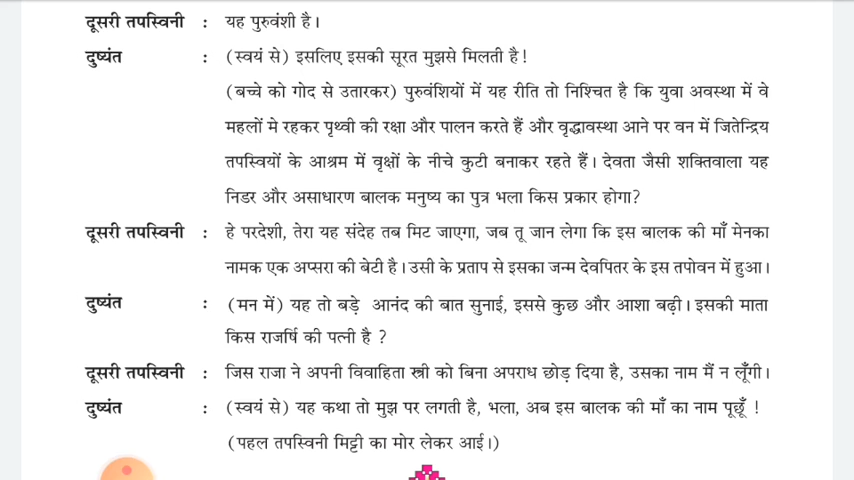 दूसरी तपस्विनी : यह पुरुवंशी है।
दुष्यंत : (स्वयं से) इसलिए इसकी सूरत मुझसे मिलती है!
(बच्चे को गोद से उतारकर) पुरुवंशियों में यह रीति तो निश्चित है कि युवा अवस्था में वे
महलों मे रहकर पृथ्वी की रक्षा और पालन करते हैं और वृद्धावस्था आने पर वन में जितेन्द्रिय
तपस्वियों के आश्रम में वृक्षों के नीचे कुटी बनाकर रहते हैं। देवता जैसी शक्तिवाला यह
निडर और असाधारण बालक मनुष्य का पुत्र भला किस प्रकार होगा?
दूसरी तपस्विनी : हे परदेशी, तेरा यह संदेह तब मिट जाएगा, जब तू जान लेगा कि इस बालक की माँ मेनका
नामक एक अप्सरा की बेटी है। उसी के प्रताप से इसका जन्म देवपितर के इस तपोवन में हुआ।
दुष्यंत : (मन में) यह तो बड़े आनंद की बात सुनाई, इससे कुछ और आशा बढ़ी। इसकी माता
किस राजर्षि की पत्नी है ?
दूसरी तपस्विनी : जिस राजा ने अपनी विवाहिता स्त्री को बिना अपराध छोड़ दिया है, उसका नाम मैं न लूँगी।
दुष्यंत : (स्वयं से) यह कथा तो मुझ पर लगती है, भला, अब इस बालक की माँ का नाम पूछूँ !
(पहल तपस्विनी मिट्टी का मोर लेकर आई।)